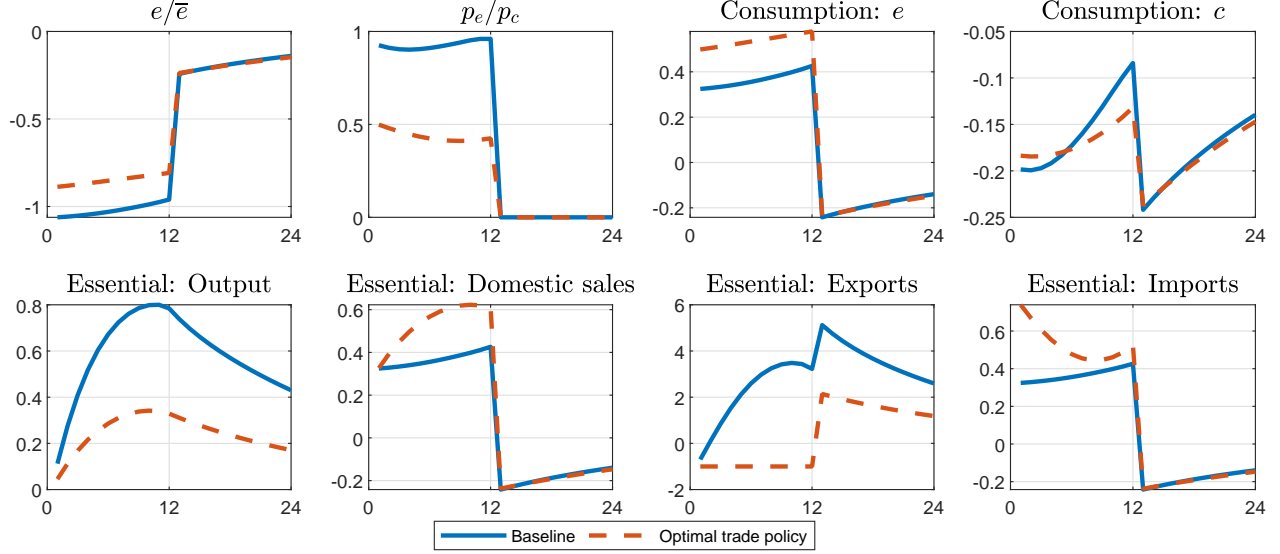 e/e̅ p_e/p_c Consumption: e Consumption: c
0 1 -0.05
0.4 -0.1
-0.5 0.5 0.2 -0.15
0 -0.2
-1 0 -0.2 -0.25
0 12 24 0 12 24 0 12 24 0 12 24
Essential: Output Essential: Domestic sales Essential: Exports Essential: Imports
0.8 0.6 6 0.6
0.6 0.4 4 0.4
0.4 0.2 2 0.2
0.2 0 0 0
0 -0.2 -2 -0.2
0 12 24 0 12 24 0 12 24 0 12 24
Baseline Optimal trade policy